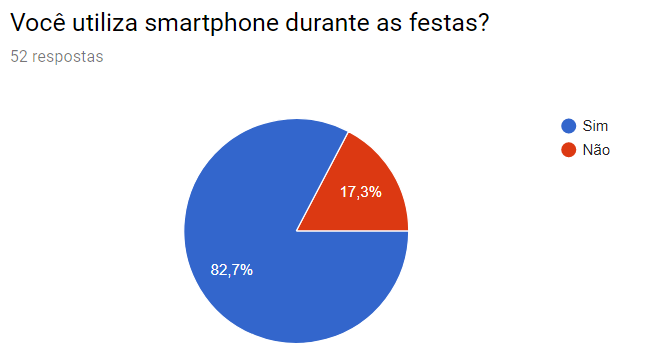 Você utiliza smartphone durante as festas?
52 respostas
Sim
Não
17,3%
82,7%